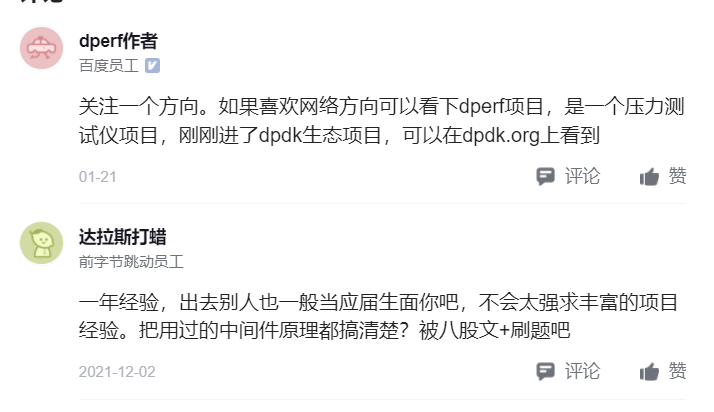 dperf作者
百度员工
关注一个方向。如果喜欢网络方向可以看下dperf项目，是一个压力测
试仪项目，刚刚进了dpdk生态项目，可以在dpdk.org上看到
01-21 评论 赞
达拉斯打蜡
前字节跳动员工
一年经验，出去别人也一般当应届生面你吧，不会太强求丰富的项目
经验。把用过的中间件原理都搞清楚？被八股文+刷题吧
2021-12-02 评论 赞